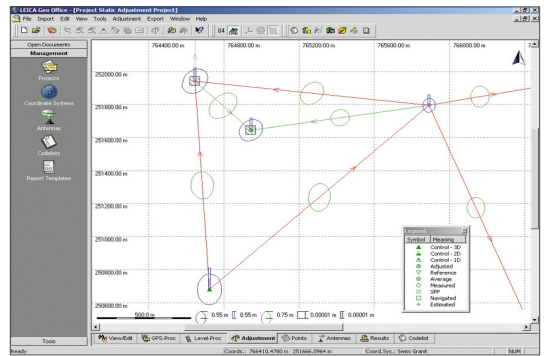 LEICA Geo Office - [Project Static Adjustment Project]
File Import Edit View Tools Adjustment Export Window Help
84
Open Documents
Management
Projects
Coordinate Systems
Antennas
Codelists
Report Templates
Tools
764400.00 m 764800.00 m 765200.00 m 765600.00 m 766000.00 m
252000.00 m
251800.00 m
251600.00 m
251200.00 m
251000.00 m
250800.00 m
250600.00 m
500.0 m 0.55 m 0.55 m 0.75 m 0.00001 m 0.00001 m
Legend
Symbol Meaning
Control - 3D
Control - 2D
Control - 1D
Adjusted
Reference
Average
Measured
SPP
Navigated
Estimated
View/Edit GPS-Proc Level-Proc Adjustment Points Antennas Results Codelist
Ready Coords.: 766410.4780 m 251666.0964 m Coord.Sys.: Swiss Granit NUM